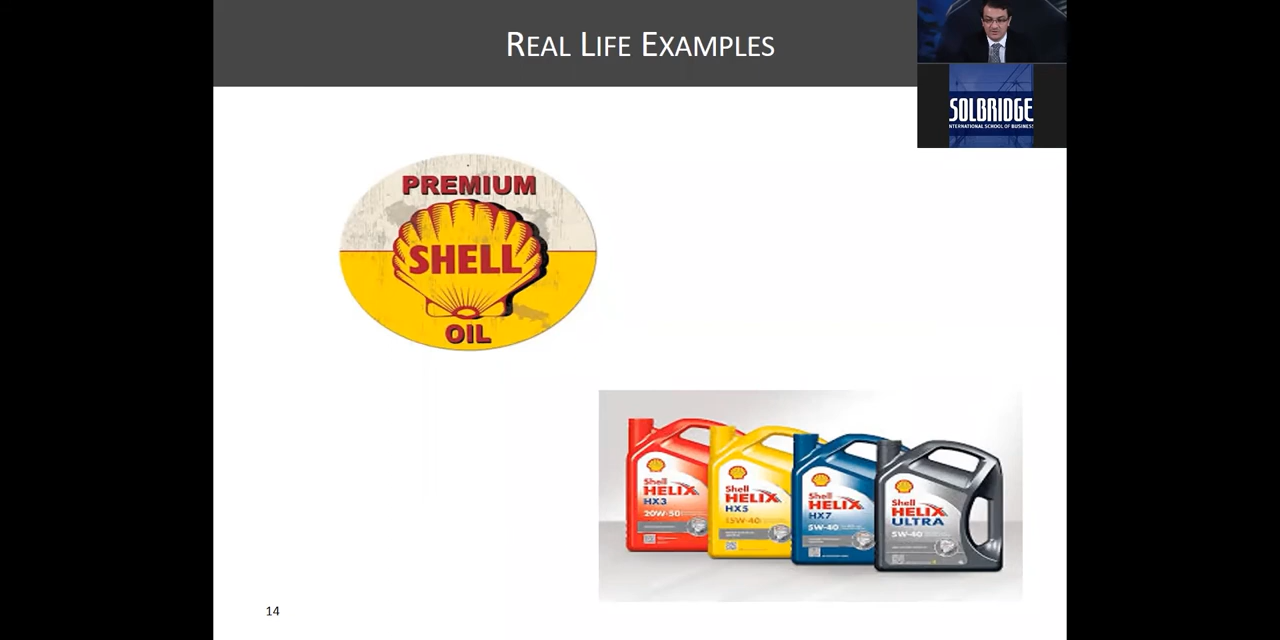 REAL LIFE EXAMPLES
SOLBRIDGE
INTERNATIONAL SCHOOL OF BUSINESS
PREMIUM
SHELL
OIL
Shell
HELIX
HX3
20W-50
Shell
HELIX
HX5
15W-40
Shell
HELIX
HX7
5W-40
Shell
HELIX
ULTRA
5W-40
14